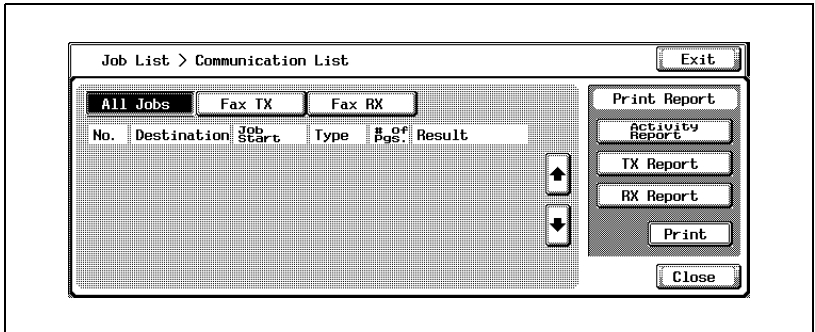 Job List > Communication List
Exit
All Jobs
Fax TX
Fax RX
No. Destination Job Start Type # of Pgs. Result
Print Report
Activity Report
TX Report
RX Report
Print
Close